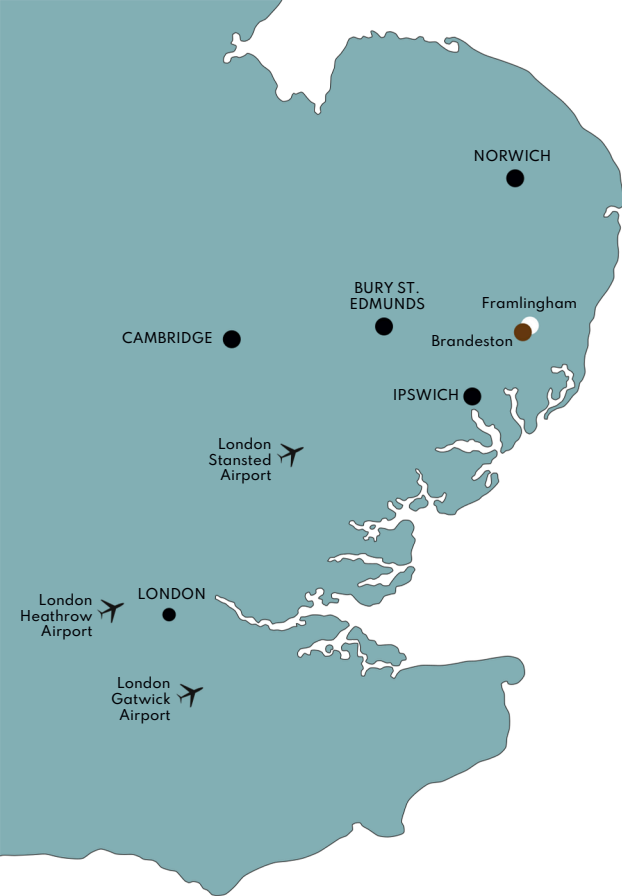 NORWICH
BURY ST.
EDMUNDS
Framlingham
CAMBRIDGE
Brandeston
IPSWICH
London
Stansted
Airport
LONDON
London
Heathrow
Airport
London
Gatwick
Airport